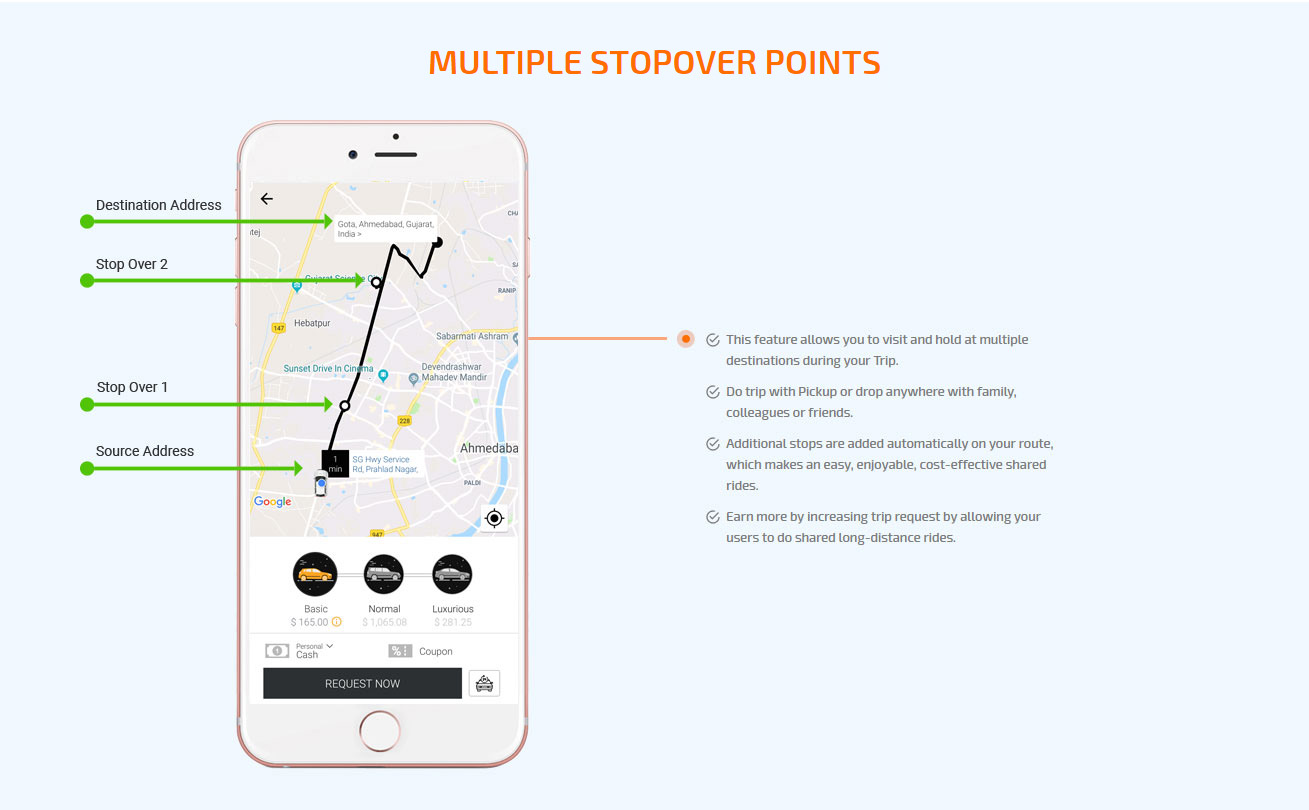 MULTIPLE STOPOVER POINTS
Destination Address
Stop Over 2
Stop Over 1
Source Address
Gota, Ahmedabad, Gujarat,
India >
CH
tej
Gujarat Science Ci
RANIP
147
Hebatpur
Sabarmati Ashram
Sunset Drive In Cinema
Devendrashwar
Mahadev Mandir
228
Ahmedaba
1
min
SG Hwy Service
Rd, Prahlad Nagar,
PALDI
Google
947
Basic
Normal
Luxurious
$ 165.00
$ 1,065.08
$ 281.25
Personal
Cash
% Coupon
REQUEST NOW
This feature allows you to visit and hold at multiple
destinations during your Trip.
Do trip with Pickup or drop anywhere with family,
colleagues or friends.
Additional stops are added automatically on your route,
which makes an easy, enjoyable, cost-effective shared
rides.
Earn more by increasing trip request by allowing your
users to do shared long-distance rides.